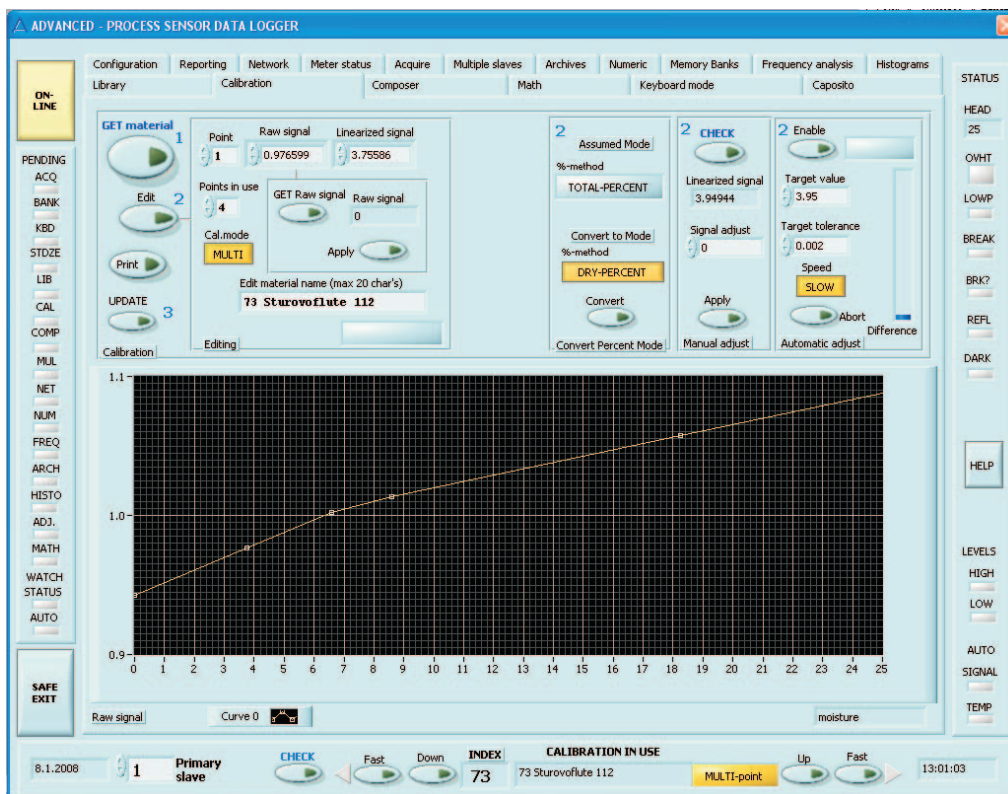 ADVANCED - PROCESS SENSOR DATA LOGGER
ON-LINE
PENDING
ACQ
BANK
KBD
STDZE
LIB
CAL
COMP
MUL
NET
NUM
FREQ
ARCH
HISTO
ADJ.
MATH
WATCH
STATUS
AUTO
SAFE
EXIT
Configuration Reporting Network Meter status Acquire Multiple slaves Archives Numeric Memory Banks Frequency analysis Histograms
Library Calibration Composer Math Keyboard mode Caposito
GET material
1
Edit
2
Print
UPDATE
3
Calibration
Point Raw signal Linearized signal
1 0.976599 3.75586
Points in use
4
GET Raw signal Raw signal
0
Cal.mode
MULTI
Apply
Edit material name (max 20 char's)
73 Sturovoflute 112
Editing
2
Assumed Mode
%-method
TOTAL-PERCENT
Convert to Mode
%-method
DRY-PERCENT
Convert
Convert Percent Mode
2 CHECK
Linearized signal
3.94944
Signal adjust
0
Apply
Manual adjust
2 Enable
Target value
3.95
Target tolerance
0.002
Speed
SLOW
Abort
Difference
Automatic adjust
1.1
1.0
0.9
0 1 2 3 4 5 6 7 8 9 10 11 12 13 14 15 16 17 18 19 20 21 22 23 24 25
Raw signal Curve 0 moisture
STATUS
HEAD
25
OVHT
LOWP
BREAK
BRK?
REFL
DARK
HELP
LEVELS
HIGH
LOW
AUTO
SIGNAL
TEMP
8.1.2008 1 Primary slave CHECK Fast Down INDEX 73 CALIBRATION IN USE 73 Sturovoflute 112 MULTI-point Up Fast 13:01:03